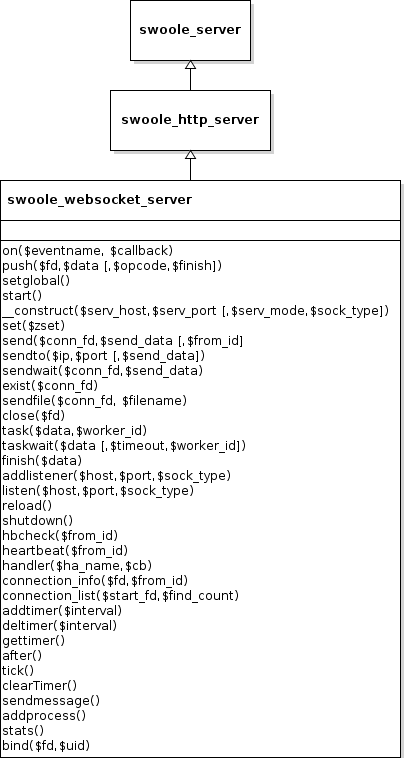 swoole_server
swoole_http_server
swoole_websocket_server
on($eventname, $callback)
push($fd,$data [,$opcode,$finish])
setglobal()
start()
__construct($serv_host,$serv_port [,$serv_mode,$sock_type])
set($zset)
send($conn_fd,$send_data [,$from_id]
sendto($ip,$port [,$send_data])
sendwait($conn_fd,$send_data)
exist($conn_fd)
sendfile($conn_fd, $filename)
close($fd)
task($data,$worker_id)
taskwait($data [,$timeout,$worker_id])
finish($data)
addlistener($host,$port,$sock_type)
listen($host,$port,$sock_type)
reload()
shutdown()
hbcheck($from_id)
heartbeat($from_id)
handler($ha_name,$cb)
connection_info($fd,$from_id)
connection_list($start_fd,$find_count)
addtimer($interval)
deltimer($interval)
gettimer()
after()
tick()
clearTimer()
sendmessage()
addprocess()
stats()
bind($fd,$uid)